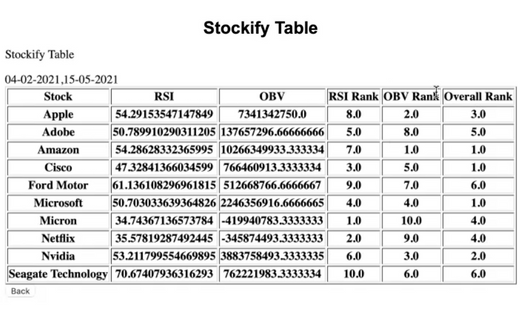 Stockify Table
Stockify Table
04-02-2021,15-05-2021
Stock RSI OBV RSI Rank OBV Rank Overall Rank
Apple 54.29153547147849 7341342750.0 8.0 2.0 3.0
Adobe 50.789910290311205 137657296.66666666 5.0 8.0 5.0
Amazon 54.28628332365995 10266349933.333334 7.0 1.0 1.0
Cisco 47.32841366034599 766460913.3333334 3.0 5.0 1.0
Ford Motor 61.136108296961815 512668766.6666667 9.0 7.0 6.0
Microsoft 50.703033639364826 2246356916.6666665 4.0 4.0 1.0
Micron 34.74367136573784 -419940783.3333333 1.0 10.0 4.0
Netflix 35.57819287492445 -345874493.3333333 2.0 9.0 4.0
Nvidia 53.211799554669895 3883758493.3333335 6.0 3.0 2.0
Seagate Technology 70.67407936316293 762221983.3333334 10.0 6.0 6.0
Back